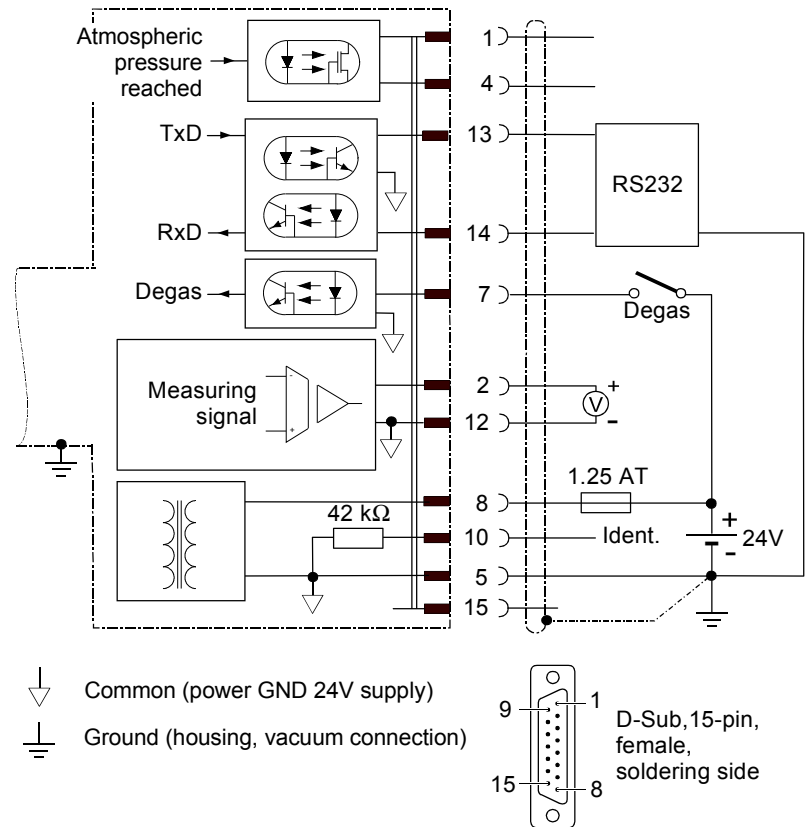 Atmospheric
pressure
reached
1
4
TxD
13
RS232
RxD
14
Degas
7
Degas
Measuring
signal
-
+
2
+
V
12
-
1.25 AT
8
42 kΩ
10
Ident.
+
24V
-
5
15
Common (power GND 24V supply)
Ground (housing, vacuum connection)
9
1
15
8
D-Sub,15-pin,
female,
soldering side